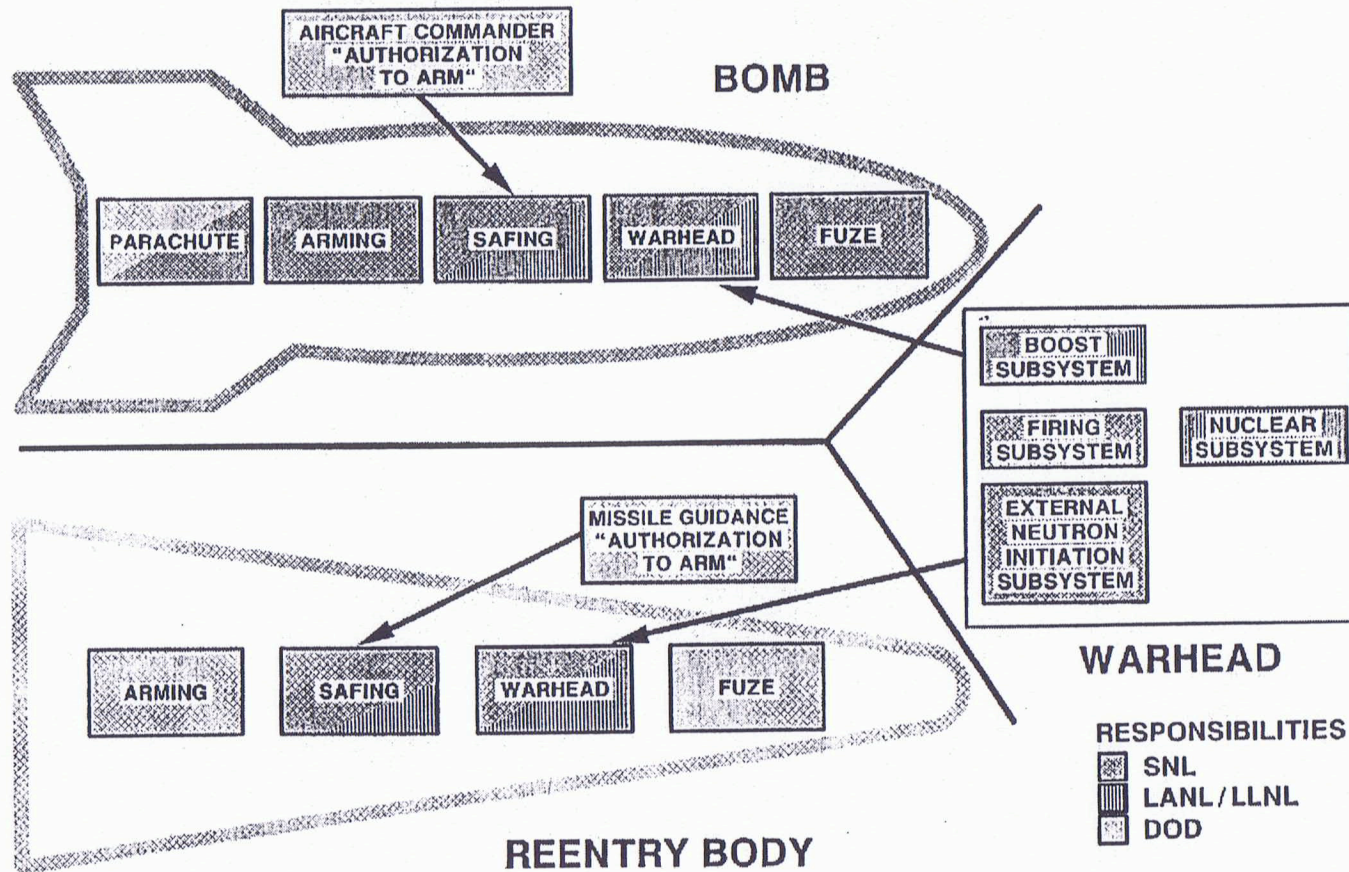 AIRCRAFT COMMANDER
"AUTHORIZATION
TO ARM"
BOMB
PARACHUTE
ARMING
SAFING
WARHEAD
FUZE
BOOST
SUBSYSTEM
FIRING
SUBSYSTEM
NUCLEAR
SUBSYSTEM
EXTERNAL
NEUTRON
INITIATION
SUBSYSTEM
MISSILE GUIDANCE
"AUTHORIZATION
TO ARM"
ARMING
SAFING
WARHEAD
FUZE
WARHEAD
REENTRY BODY
RESPONSIBILITIES
SNL
LANL/LLNL
DOD